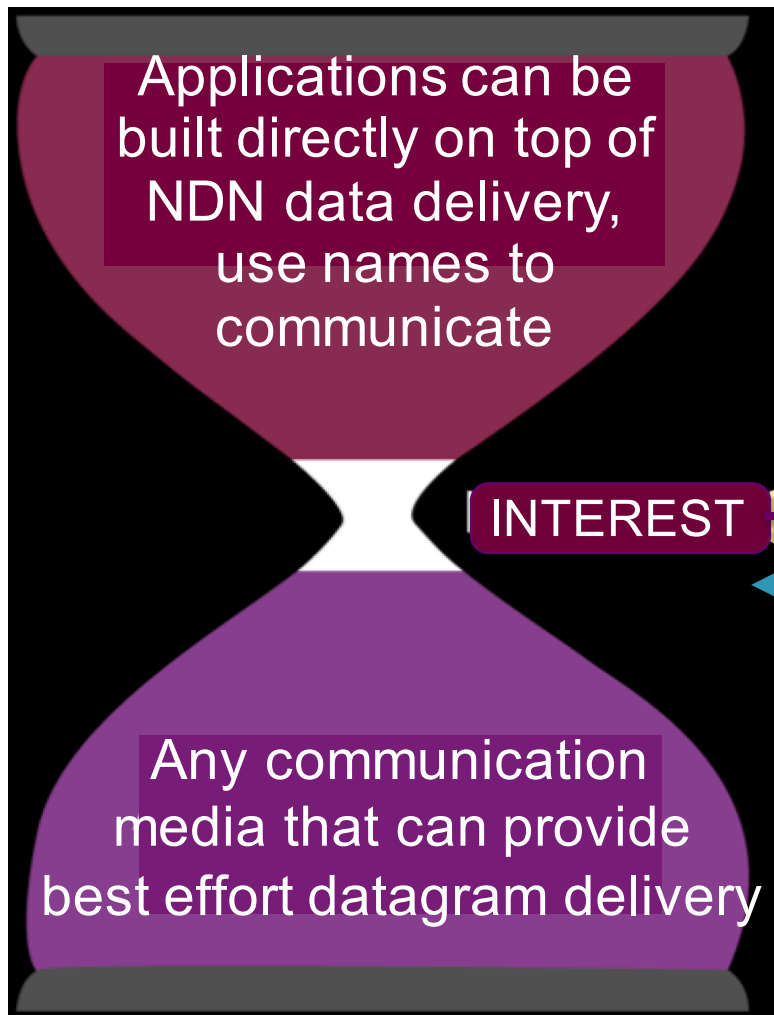 Applications can be
built directly on top of
NDN data delivery,
use names to
communicate
INTEREST
Any communication
media that can provide
best effort datagram delivery